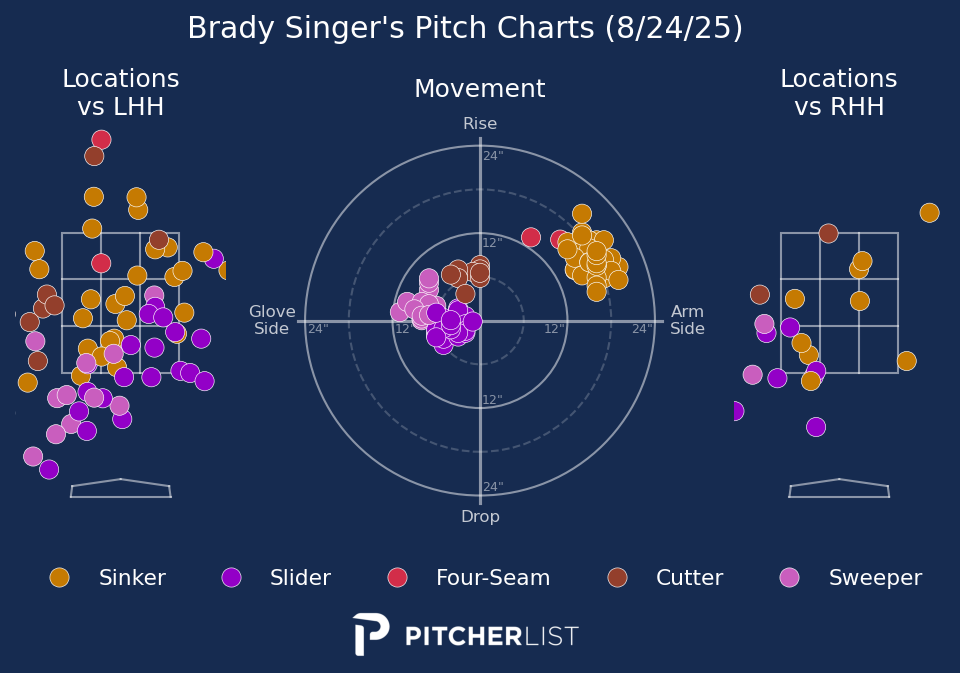 Brady Singer's Pitch Charts (8/24/25)
Locations
vs LHH
Movement
Locations
vs RHH
Rise
24"
12"
Glove
Side
24"
12"
12"
24"
Arm
Side
12"
24"
Drop
Sinker
Slider
Four-Seam
Cutter
Sweeper
PITCHERLIST